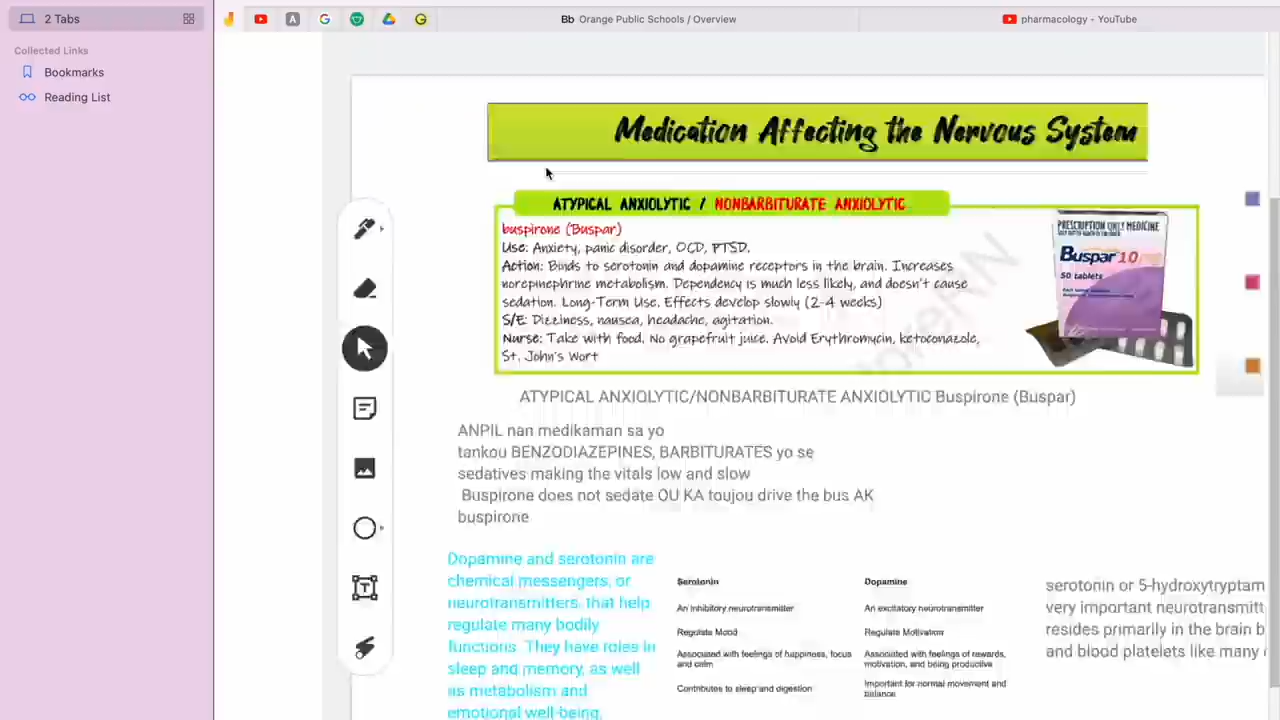 2 Tabs
Collected Links
Bookmarks
Reading List
Bb Orange Public Schools / Overview
pharmacology - YouTube
Medication Affecting the Nervous System
ATYPICAL ANXIOLYTIC / NONBARBITURATE ANXIOLYTIC
buspirone (Buspar)
Use: Anxiety, panic disorder, OCD, PTSD.
Action: Binds to serotonin and dopamine receptors in the brain. Increases
norepinephrine metabolism. Dependency is much less likely, and doesn't cause
sedation. Long-Term Use. Effects develop slowly (2-4 weeks)
S/E: Dizziness, nausea, headache, agitation.
Nurse: Take with food. No grapefruit juice. Avoid Erythromycin, ketoconazole,
St. John's Wort
PRESCRIPTION ONLY MEDICINE
Buspar 10
50 tablets
ATYPICAL ANXIOLYTIC/NONBARBITURATE ANXIOLYTIC Buspirone (Buspar)
ANPIL nan medikaman sa yo
tankou BENZODIAZEPINES, BARBITURATES yo se
sedatives making the vitals low and slow
Buspirone does not sedate OU KA toujou drive the bus AK
buspirone
Dopamine and serotonin are
chemical messengers, or
neurotransmitters, that help
regulate many bodily
functions. They have roles in
sleep and memory, as well
as metabolism and
emotional well-being.
Serotonin
An inhibitory neurotransmitter
Regulate Mood
Associated with feelings of happiness, focus
and calm
Contributes to sleep and digestion
Dopamine
An excitatory neurotransmitter
Regulate Motivation
Associated with feelings of rewards,
motivation, and being productive
Important for normal movement and
balance
serotonin or 5-hydroxytryptam
very important neurotransmitt
resides primarily in the brain b
and blood platelets like many